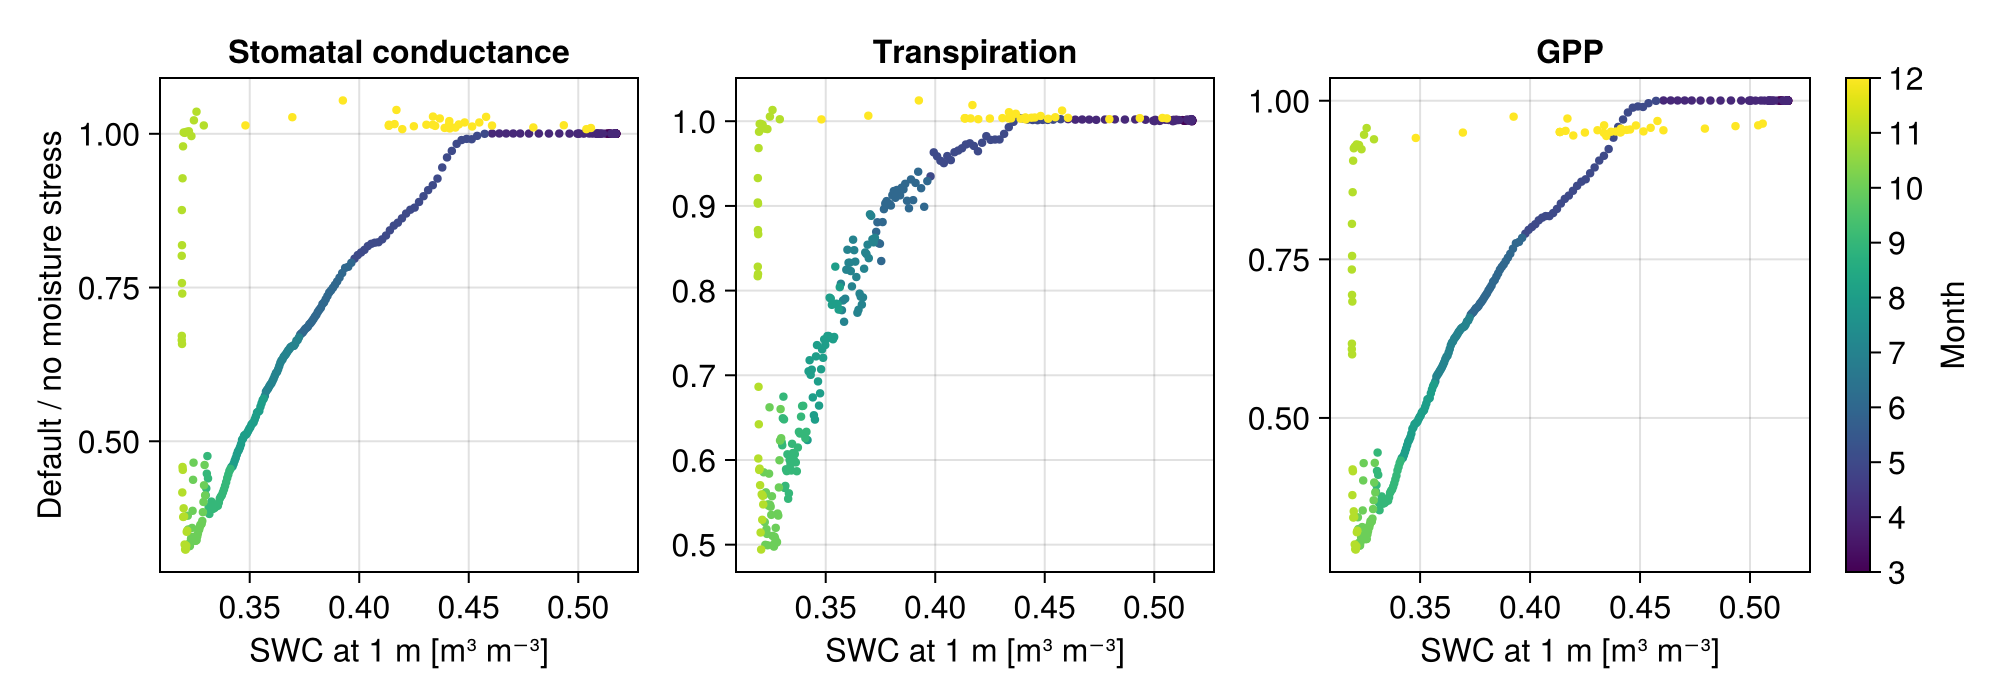 Stomatal conductance
Transpiration
GPP
Default / no moisture stress
1.00
0.75
0.50
0.35 0.40 0.45 0.50
SWC at 1 m [m³ m⁻³]
1.0
0.9
0.8
0.7
0.6
0.5
0.35 0.40 0.45 0.50
SWC at 1 m [m³ m⁻³]
1.00
0.75
0.50
0.35 0.40 0.45 0.50
SWC at 1 m [m³ m⁻³]
12
11
10
9
8
7
6
5
4
3
Month